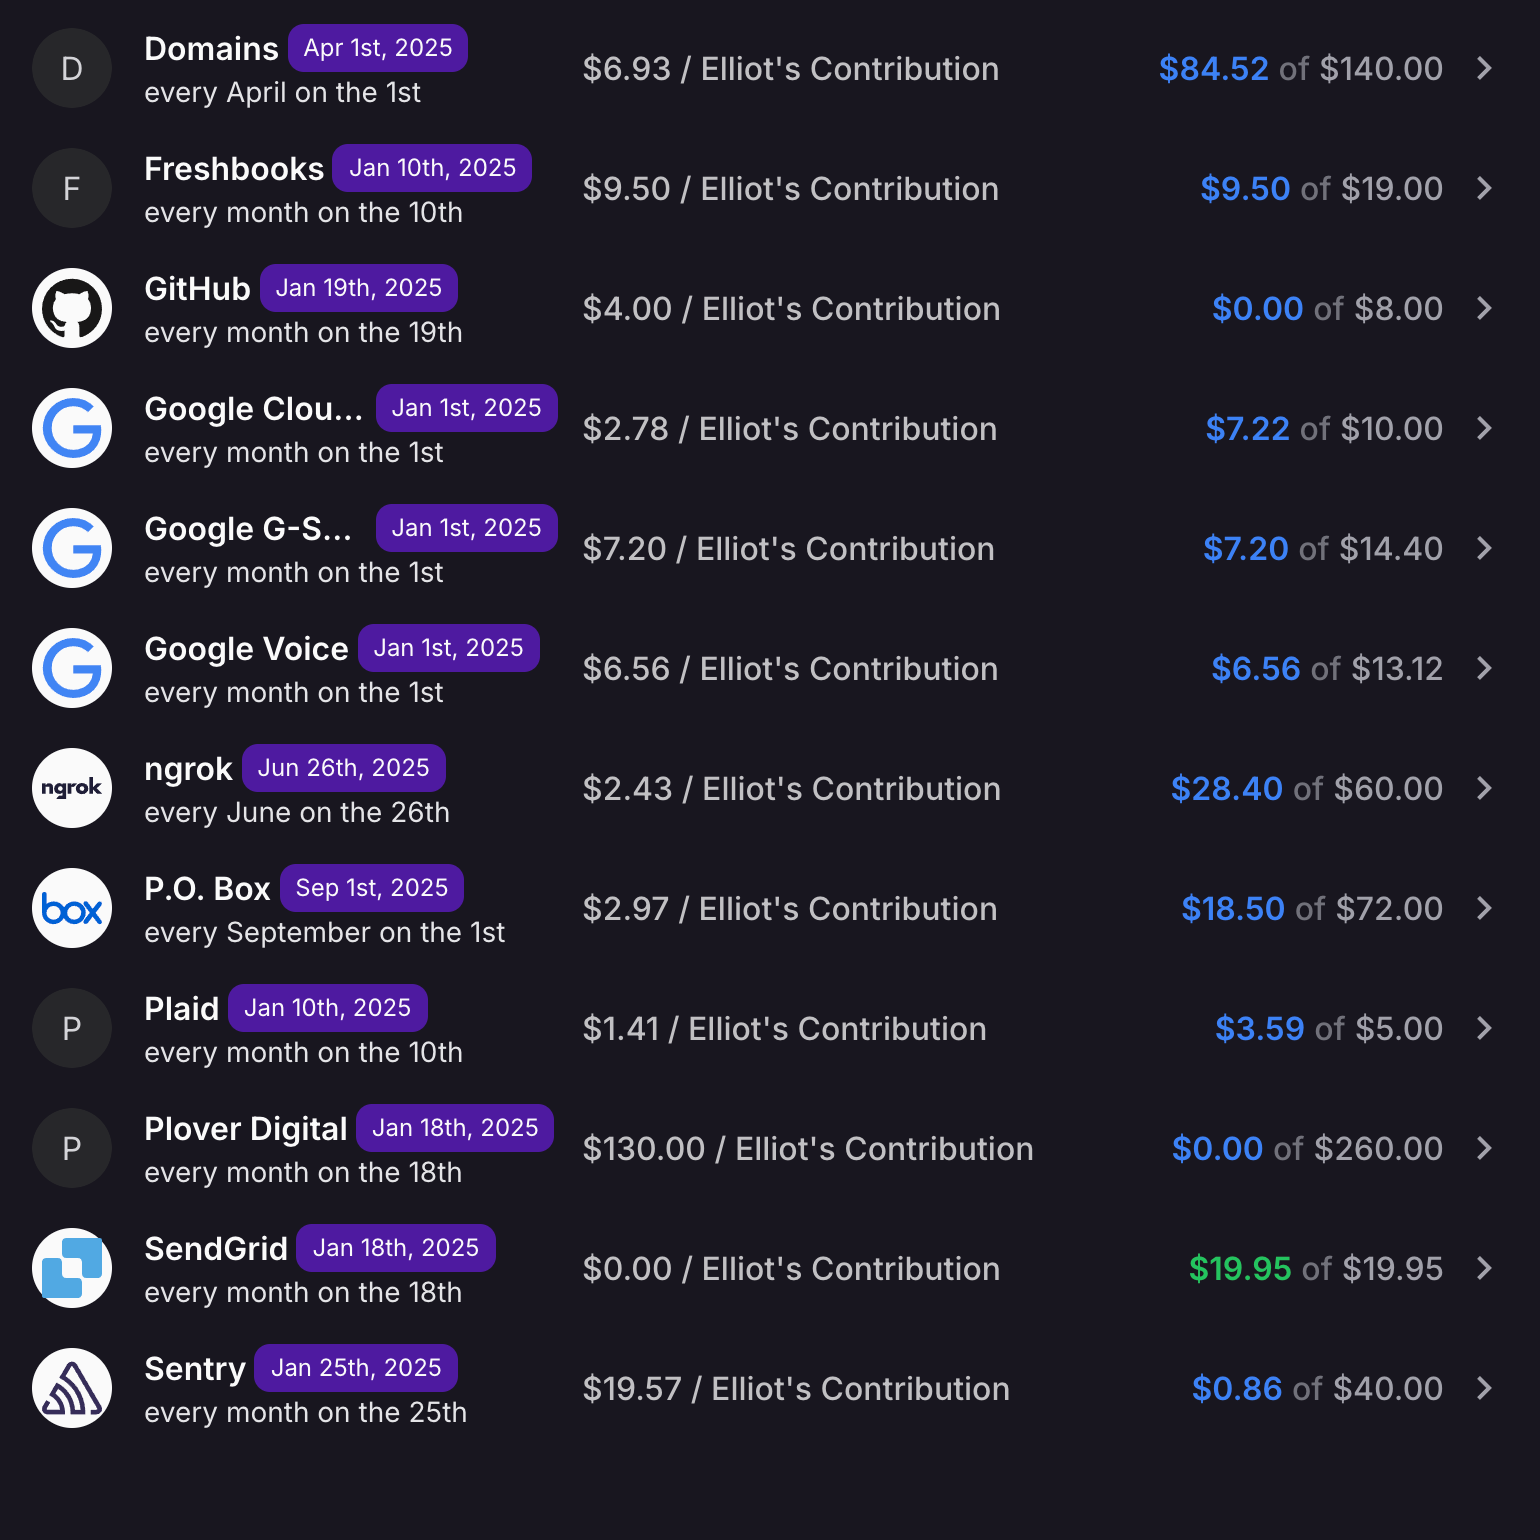 D
Domains Apr 1st, 2025
every April on the 1st
$6.93 / Elliot's Contribution
$84.52 of $140.00
F
Freshbooks Jan 10th, 2025
every month on the 10th
$9.50 / Elliot's Contribution
$9.50 of $19.00
GitHub Jan 19th, 2025
every month on the 19th
$4.00 / Elliot's Contribution
$0.00 of $8.00
Google Clou... Jan 1st, 2025
every month on the 1st
$2.78 / Elliot's Contribution
$7.22 of $10.00
Google G-S... Jan 1st, 2025
every month on the 1st
$7.20 / Elliot's Contribution
$7.20 of $14.40
Google Voice Jan 1st, 2025
every month on the 1st
$6.56 / Elliot's Contribution
$6.56 of $13.12
ngrok
ngrok Jun 26th, 2025
every June on the 26th
$2.43 / Elliot's Contribution
$28.40 of $60.00
box
P.O. Box Sep 1st, 2025
every September on the 1st
$2.97 / Elliot's Contribution
$18.50 of $72.00
P
Plaid Jan 10th, 2025
every month on the 10th
$1.41 / Elliot's Contribution
$3.59 of $5.00
P
Plover Digital Jan 18th, 2025
every month on the 18th
$130.00 / Elliot's Contribution
$0.00 of $260.00
SendGrid Jan 18th, 2025
every month on the 18th
$0.00 / Elliot's Contribution
$19.95 of $19.95
Sentry Jan 25th, 2025
every month on the 25th
$19.57 / Elliot's Contribution
$0.86 of $40.00